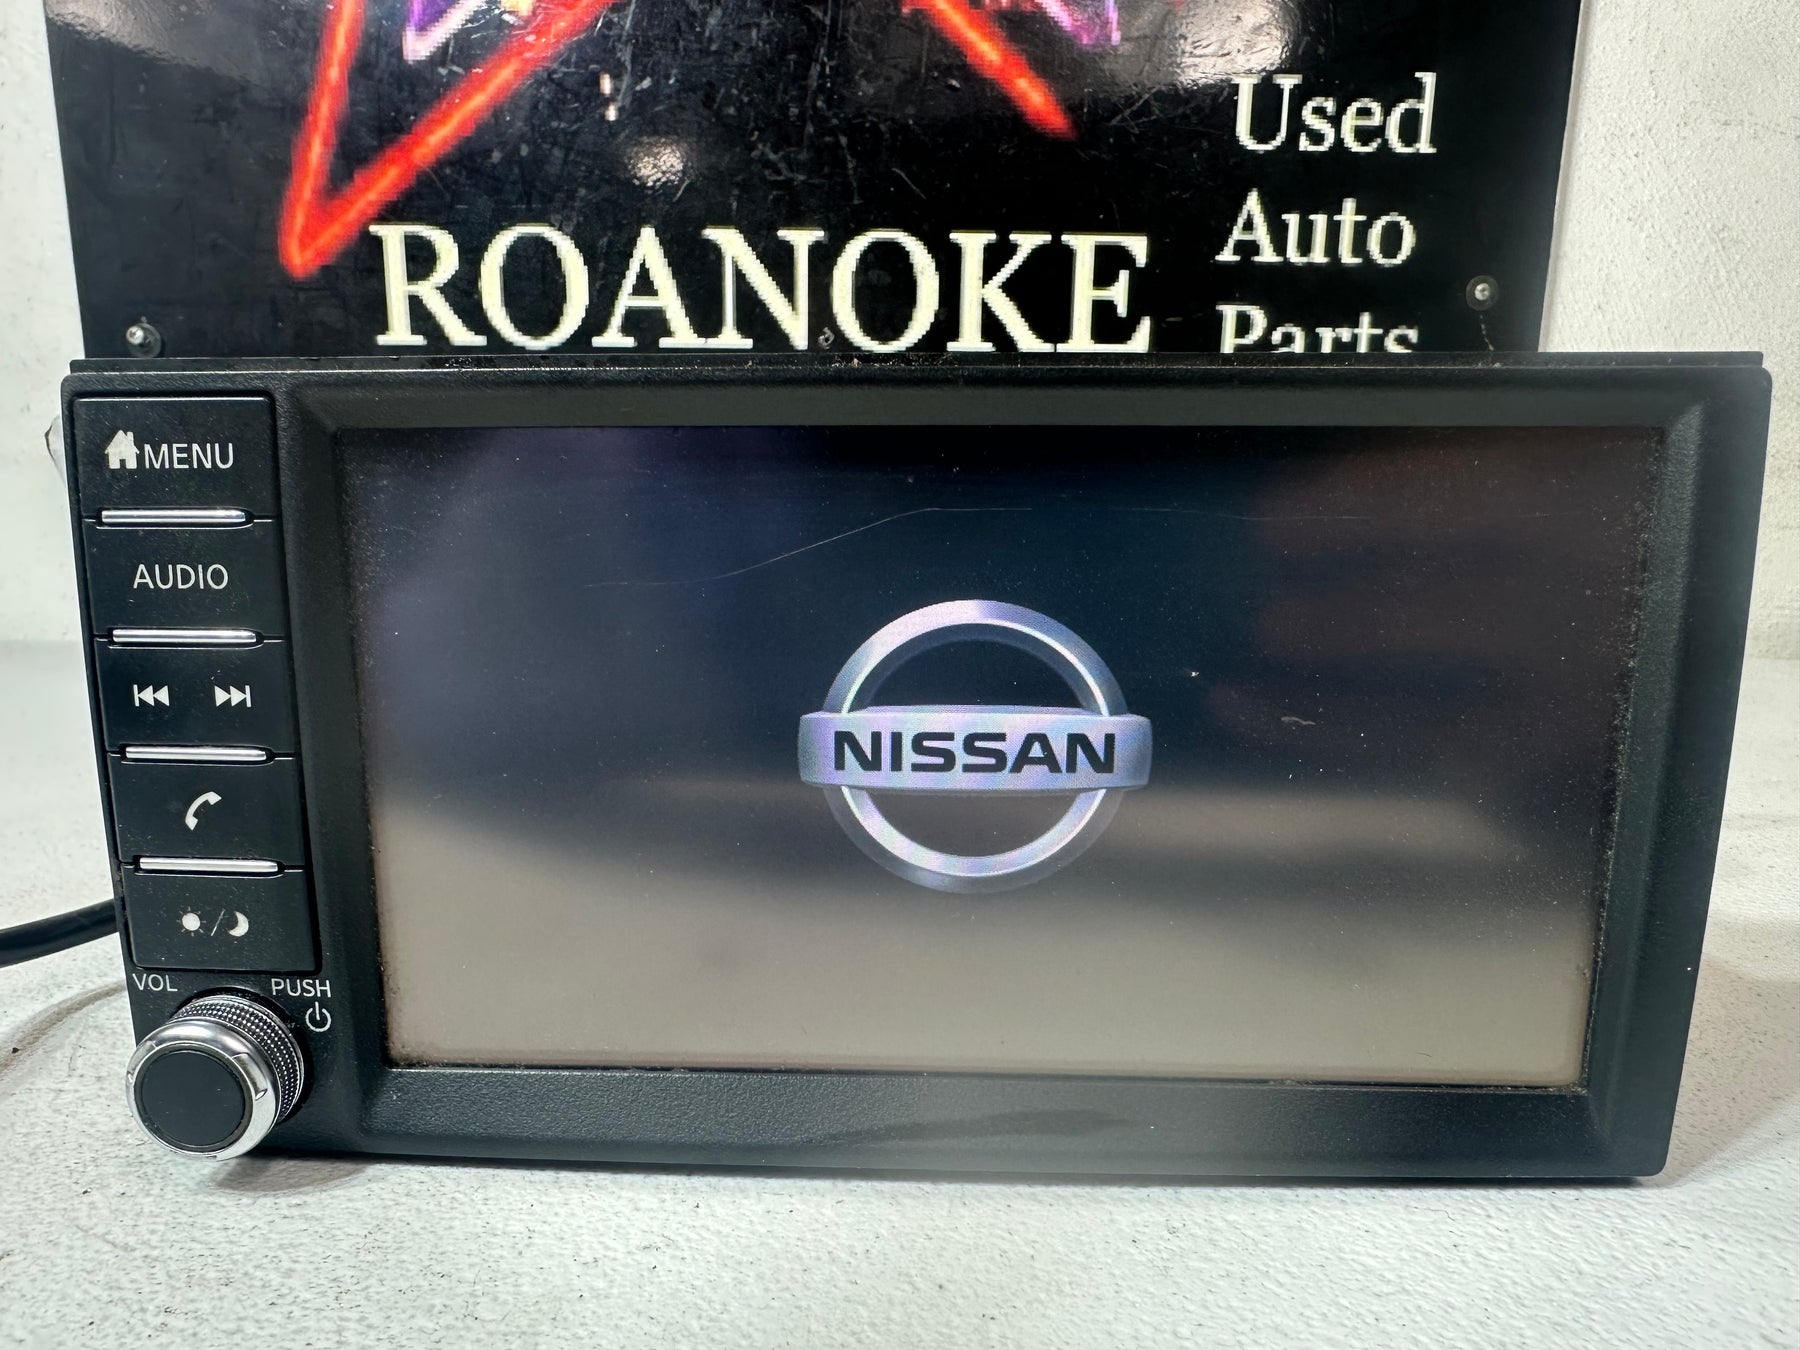 Used
Auto
ROANOKE
Parts
MENU
AUDIO
VOL
PUSH
NISSAN